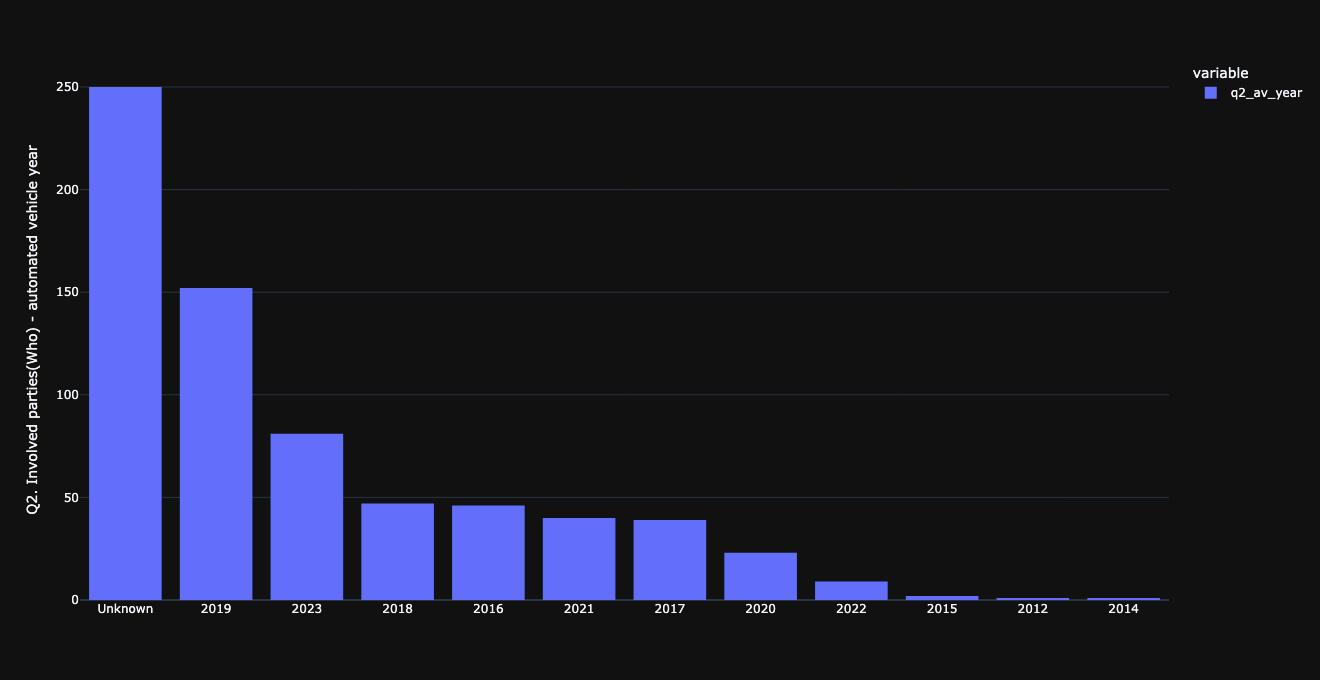 variable
q2_av_year
Q2. Involved parties(Who) - automated vehicle year
250
200
150
100
50
0
Unknown 2019 2023 2018 2016 2021 2017 2020 2022 2015 2012 2014